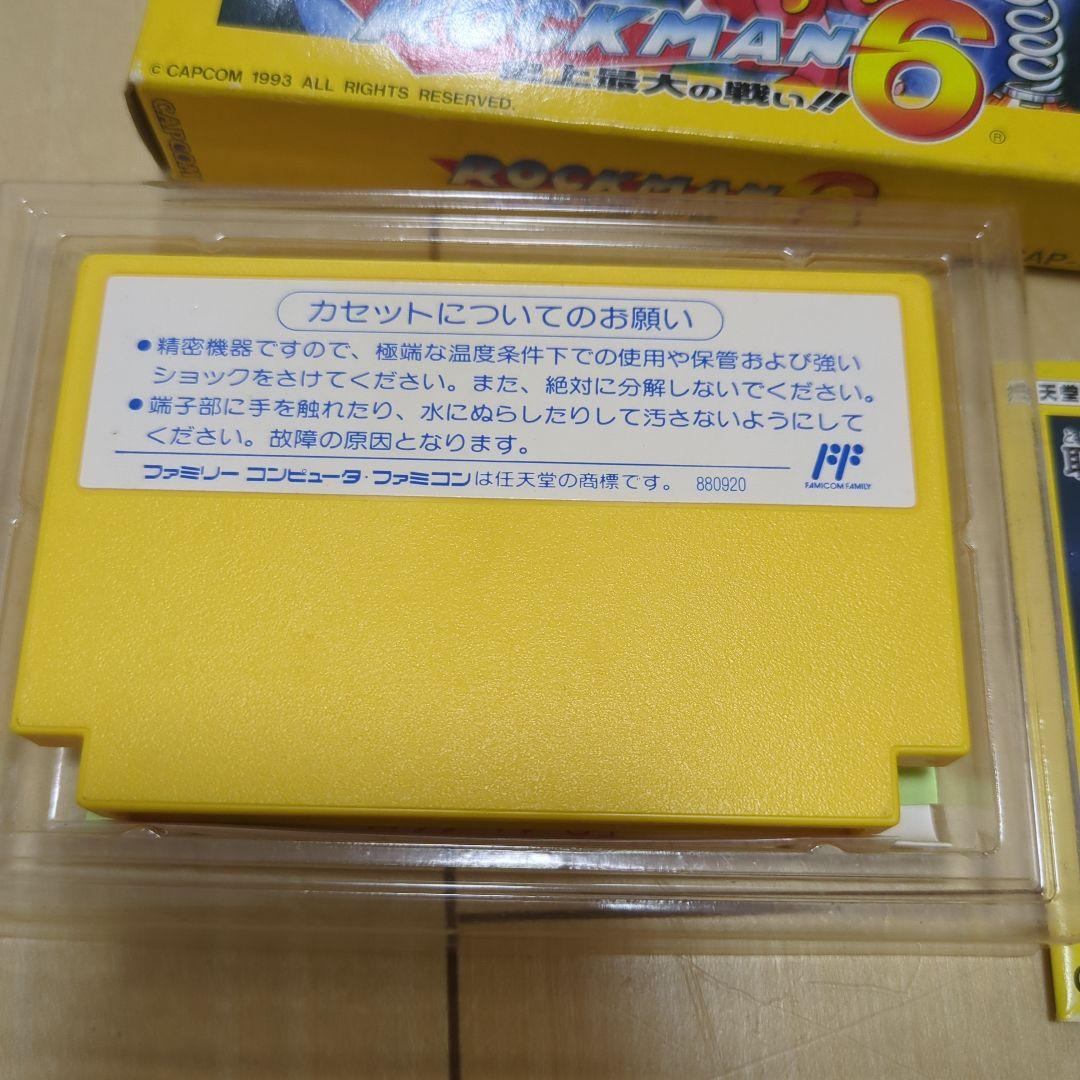 ROCKMAN 6
史上最大の戦い!!
© CAPCOM 1993 ALL RIGHTS RESERVED.
®
CAPCOM
ROCKMAN 6
カセットについてのお願い
●精密機器ですので、極端な温度条件下での使用や保管および強い
ショックをさけてください。また、絶対に分解しないでください。
●端子部に手を触れたり、水にぬらしたりして汚さないようにして
ください。故障の原因となります。
ファミリー コンピュータ・ファミコンは任天堂の商標です。 880920
FF
FAMICOM FAMILY
天堂